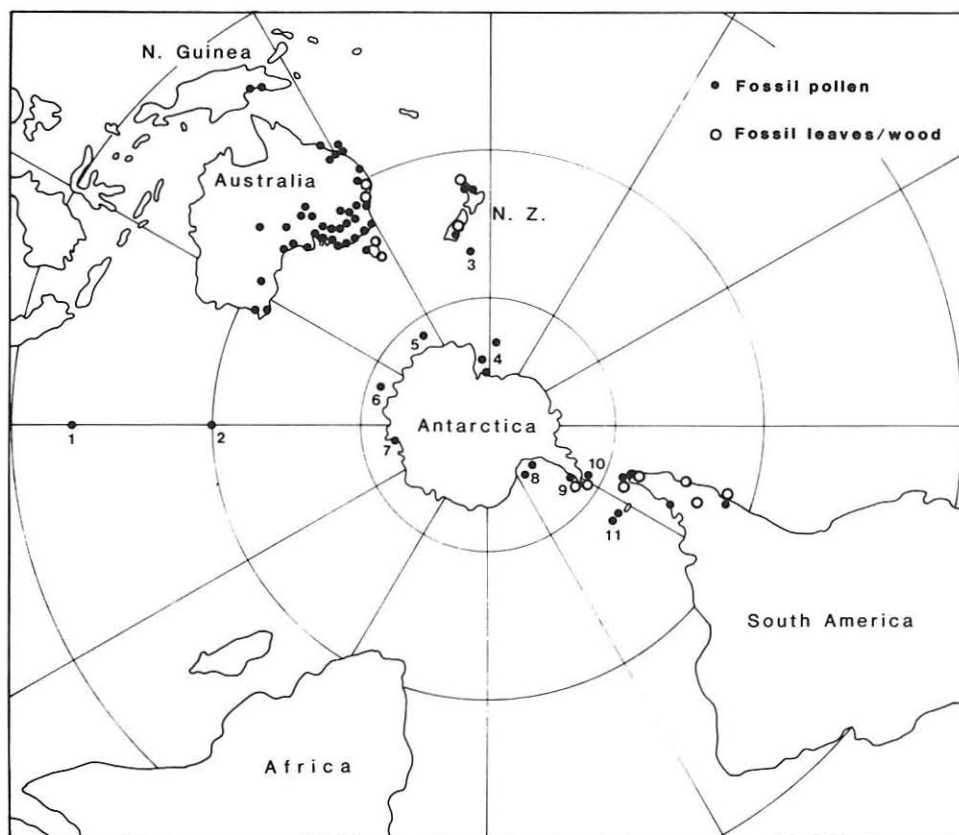 N. Guinea
Fossil pollen
Fossil leaves/wood
Australia
N. Z.
3
5
4
6
Antarctica
1
2
7
8
9
10
11
South America
Africa